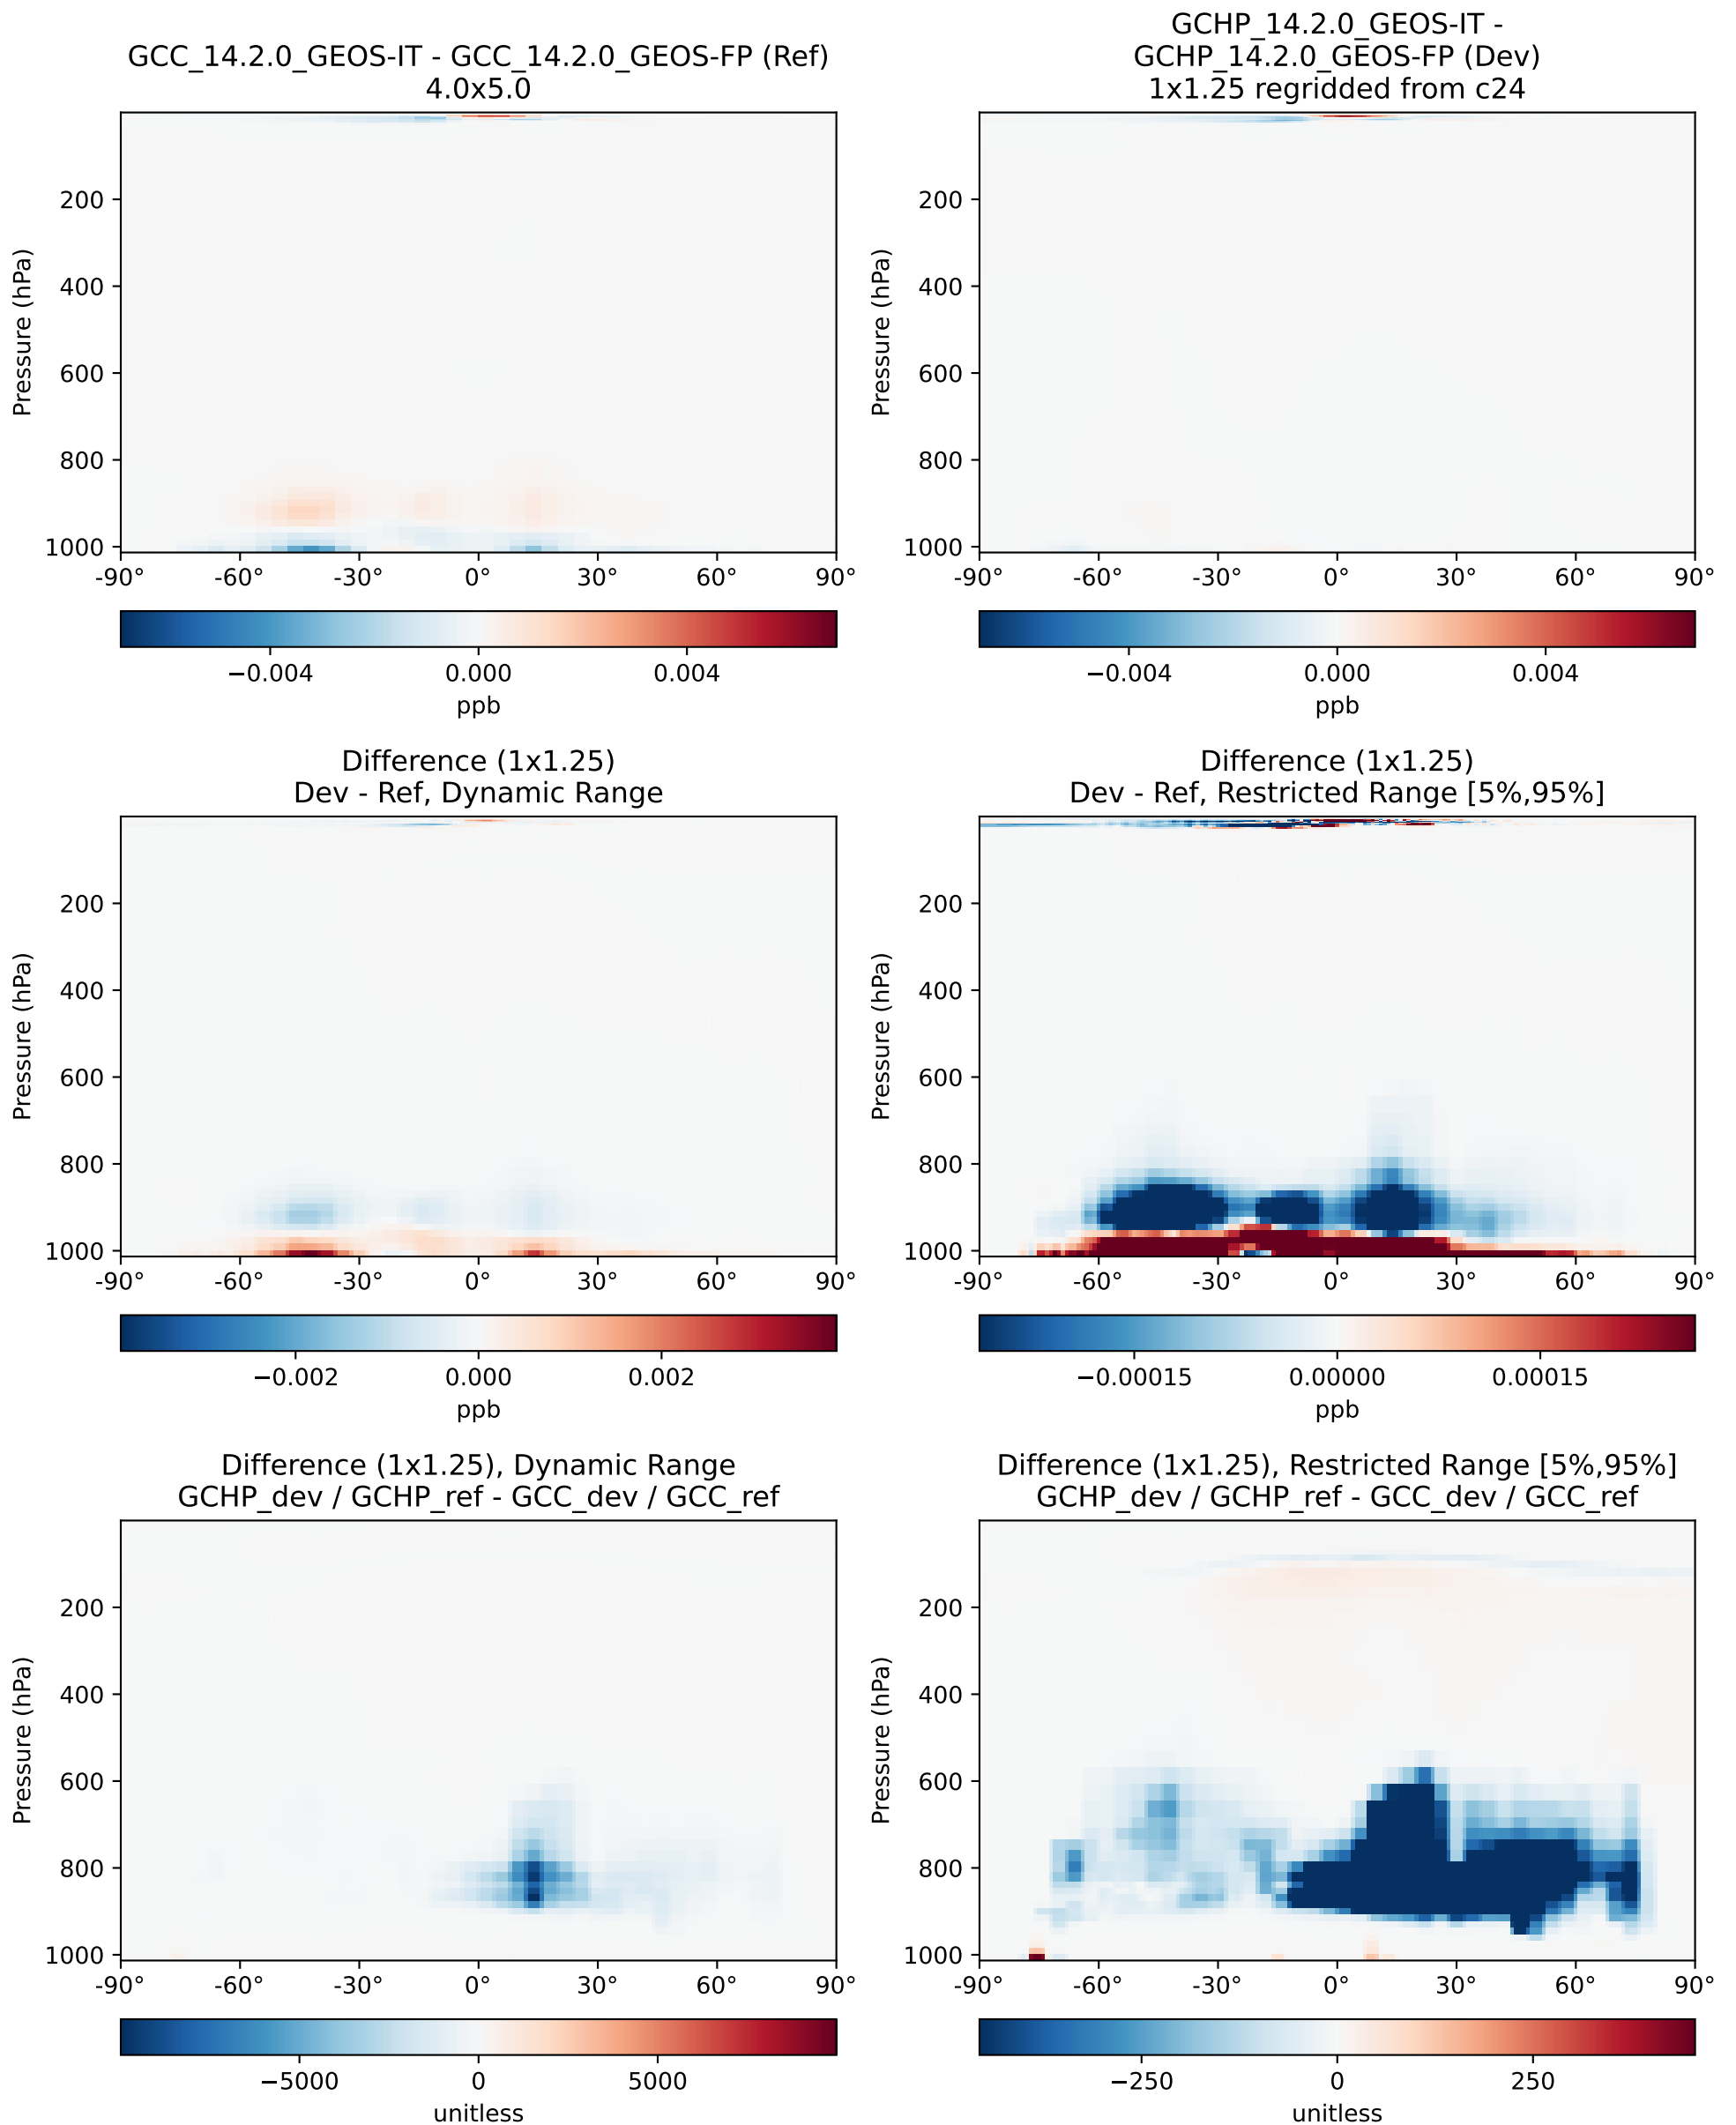 GCC_14.2.0_GEOS-IT - GCC_14.2.0_GEOS-FP (Ref)
4.0x5.0
Pressure (hPa)
200
400
600
800
1000
-90° -60° -30° 0° 30° 60° 90°
−0.004 0.000 0.004
ppb
GCHP_14.2.0_GEOS-IT -
GCHP_14.2.0_GEOS-FP (Dev)
1x1.25 regridded from c24
Pressure (hPa)
200
400
600
800
1000
-90° -60° -30° 0° 30° 60° 90°
−0.004 0.000 0.004
ppb
Difference (1x1.25)
Dev - Ref, Dynamic Range
Pressure (hPa)
200
400
600
800
1000
-90° -60° -30° 0° 30° 60° 90°
−0.002 0.000 0.002
ppb
Difference (1x1.25)
Dev - Ref, Restricted Range [5%,95%]
Pressure (hPa)
200
400
600
800
1000
-90° -60° -30° 0° 30° 60° 90°
−0.00015 0.00000 0.00015
ppb
Difference (1x1.25), Dynamic Range
GCHP_dev / GCHP_ref - GCC_dev / GCC_ref
Pressure (hPa)
200
400
600
800
1000
-90° -60° -30° 0° 30° 60° 90°
−5000 0 5000
unitless
Difference (1x1.25), Restricted Range [5%,95%]
GCHP_dev / GCHP_ref - GCC_dev / GCC_ref
Pressure (hPa)
200
400
600
800
1000
-90° -60° -30° 0° 30° 60° 90°
−250 0 250
unitless